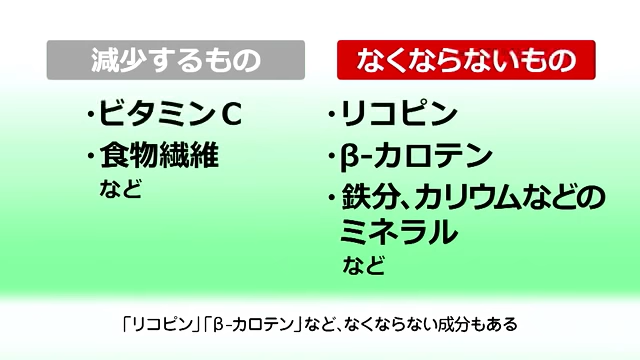 減少するもの
・ビタミンC
・食物繊維
など
なくならないもの
・リコピン
・β-カロテン
・鉄分、カリウムなどの
ミネラル
など
「リコピン」「β-カロテン」など、なくならない成分もある